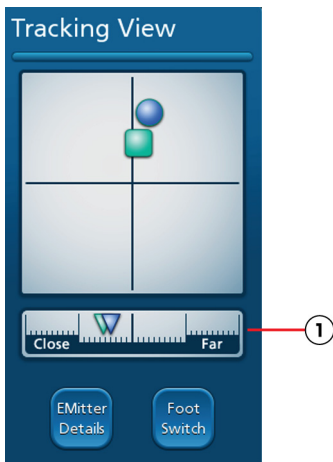 Tracking View
Close
Far
1
EMitter
Details
Foot
Switch